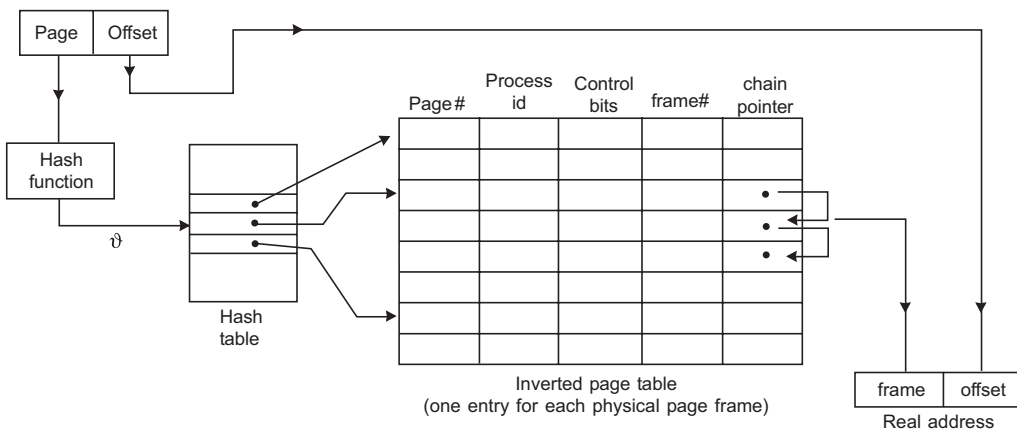 Page Offset
Hash
function
ϑ
Hash
table
Page#
Process
id
Control
bits
frame#
chain
pointer
Inverted page table
(one entry for each physical page frame)
frame offset
Real address